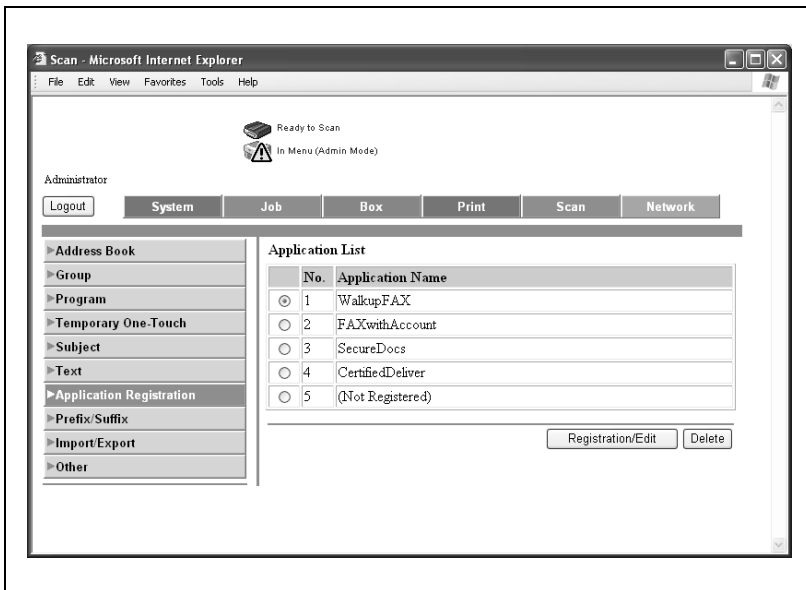 Scan - Microsoft Internet Explorer
File Edit View Favorites Tools Help
Ready to Scan
In Menu (Admin Mode)
Administrator
Logout System Job Box Print Scan Network
Address Book
Group
Program
Temporary One-Touch
Subject
Text
Application Registration
Prefix/Suffix
Import/Export
Other
Application List
No. Application Name
1 WalkupFAX
2 FAXwithAccount
3 SecureDocs
4 CertifiedDeliver
5 (Not Registered)
Registration/Edit Delete